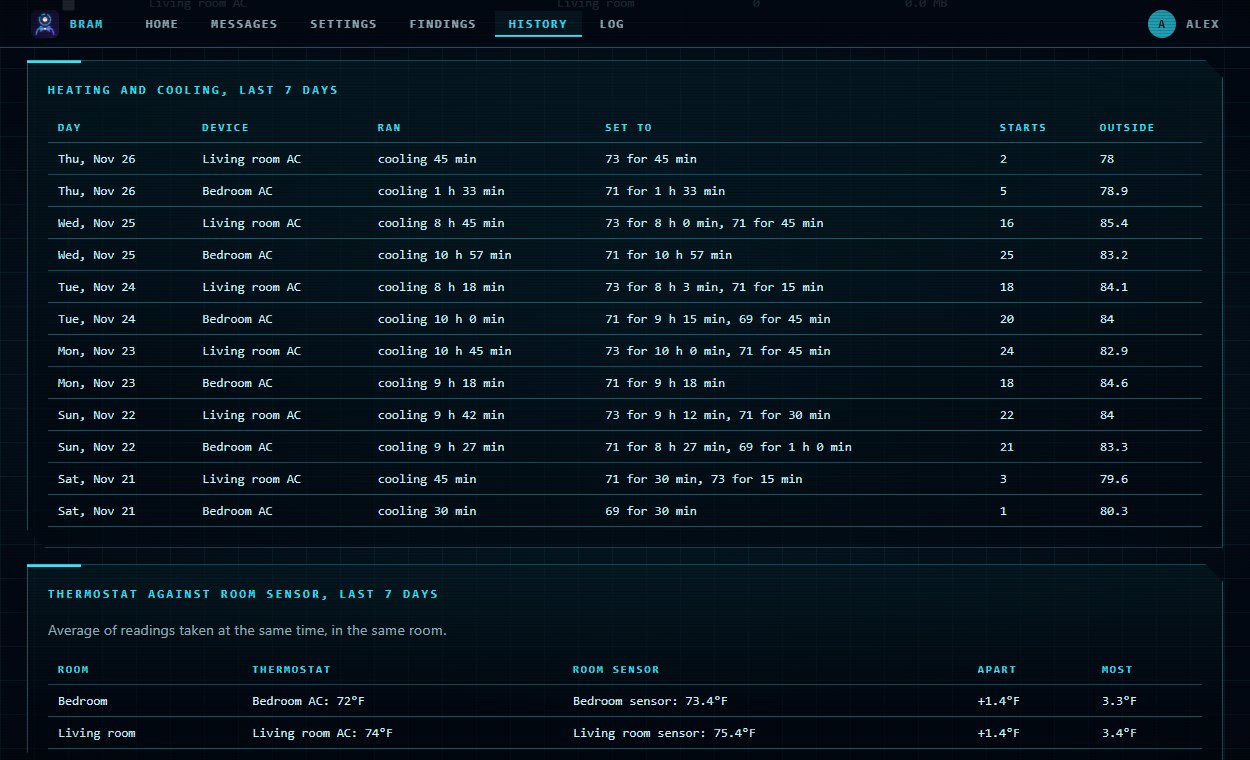 Living room AC Living room 0 0.0 MB
BRAM HOME MESSAGES SETTINGS FINDINGS HISTORY LOG A ALEX
HEATING AND COOLING, LAST 7 DAYS
DAY DEVICE RAN SET TO STARTS OUTSIDE
Thu, Nov 26 Living room AC cooling 45 min 73 for 45 min 2 78
Thu, Nov 26 Bedroom AC cooling 1 h 33 min 71 for 1 h 33 min 5 78.9
Wed, Nov 25 Living room AC cooling 8 h 45 min 73 for 8 h 0 min, 71 for 45 min 16 85.4
Wed, Nov 25 Bedroom AC cooling 10 h 57 min 71 for 10 h 57 min 25 83.2
Tue, Nov 24 Living room AC cooling 8 h 18 min 73 for 8 h 3 min, 71 for 15 min 18 84.1
Tue, Nov 24 Bedroom AC cooling 10 h 0 min 71 for 9 h 15 min, 69 for 45 min 20 84
Mon, Nov 23 Living room AC cooling 10 h 45 min 73 for 10 h 0 min, 71 for 45 min 24 82.9
Mon, Nov 23 Bedroom AC cooling 9 h 18 min 71 for 9 h 18 min 18 84.6
Sun, Nov 22 Living room AC cooling 9 h 42 min 73 for 9 h 12 min, 71 for 30 min 22 84
Sun, Nov 22 Bedroom AC cooling 9 h 27 min 71 for 8 h 27 min, 69 for 1 h 0 min 21 83.3
Sat, Nov 21 Living room AC cooling 45 min 71 for 30 min, 73 for 15 min 3 79.6
Sat, Nov 21 Bedroom AC cooling 30 min 69 for 30 min 1 80.3
THERMOSTAT AGAINST ROOM SENSOR, LAST 7 DAYS
Average of readings taken at the same time, in the same room.
ROOM THERMOSTAT ROOM SENSOR APART MOST
Bedroom Bedroom AC: 72°F Bedroom sensor: 73.4°F +1.4°F 3.3°F
Living room Living room AC: 74°F Living room sensor: 75.4°F +1.4°F 3.4°F